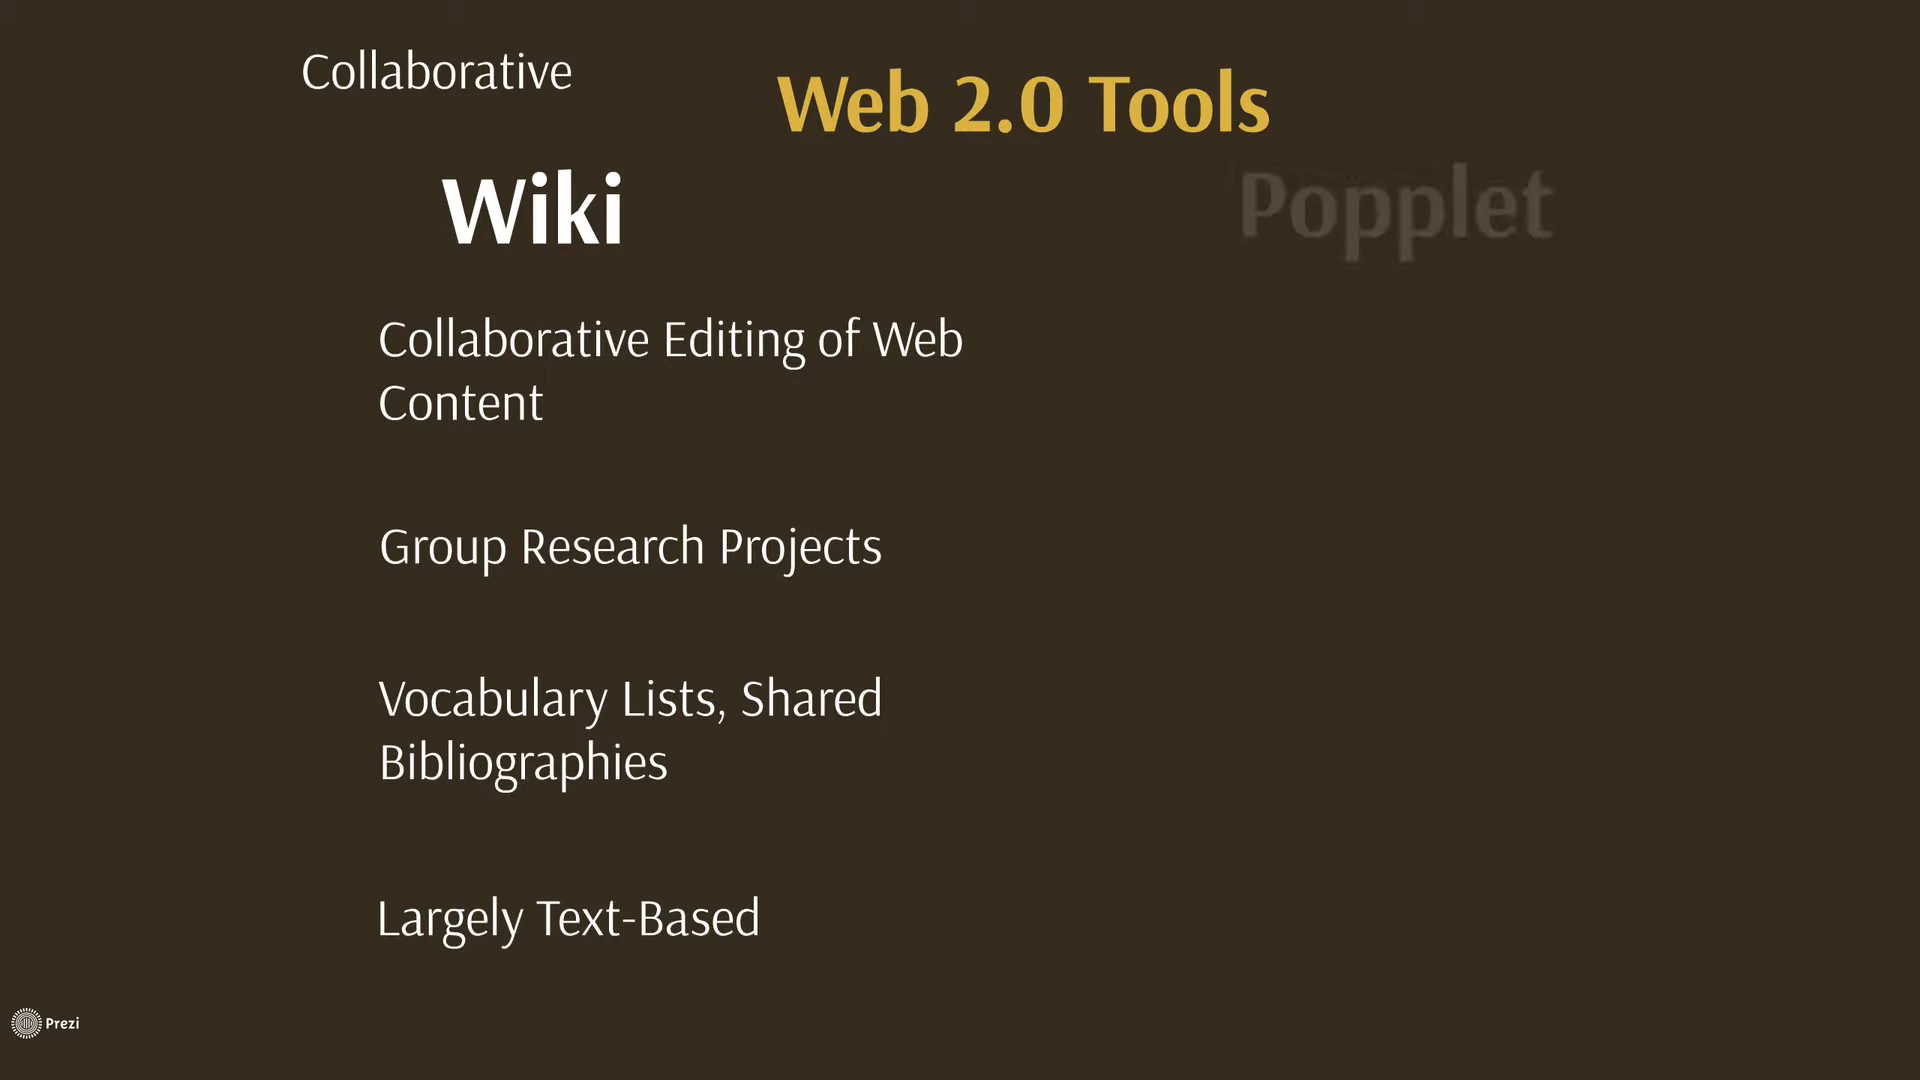 Collaborative
Web 2.0 Tools
Wiki
Popplet
Collaborative Editing of Web
Content
Group Research Projects
Vocabulary Lists, Shared
Bibliographies
Largely Text-Based
Prezi